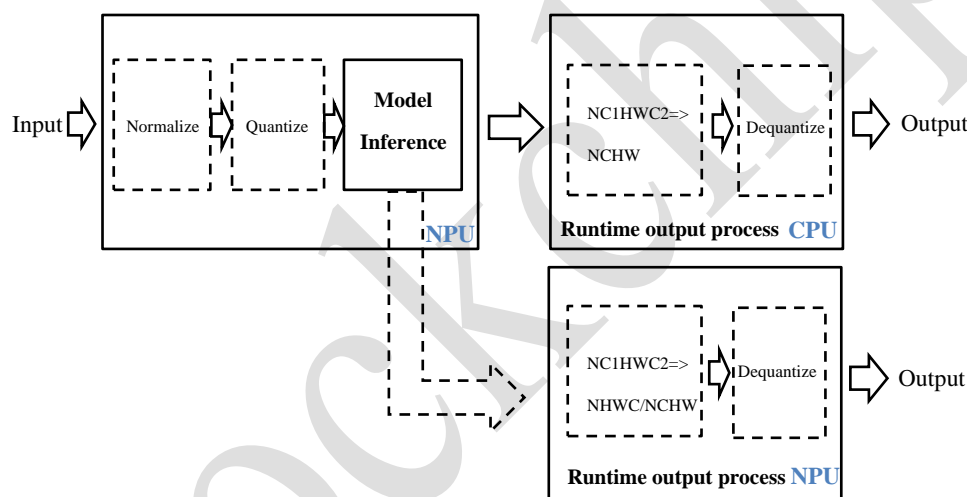 Input
Normalize
Quantize
Model
Inference
NPU
NC1HWC2=>
NCHW
Dequantize
Runtime output process CPU
Output
NC1HWC2=>
NHWC/NCHW
Dequantize
Runtime output process NPU
Output
ockchip